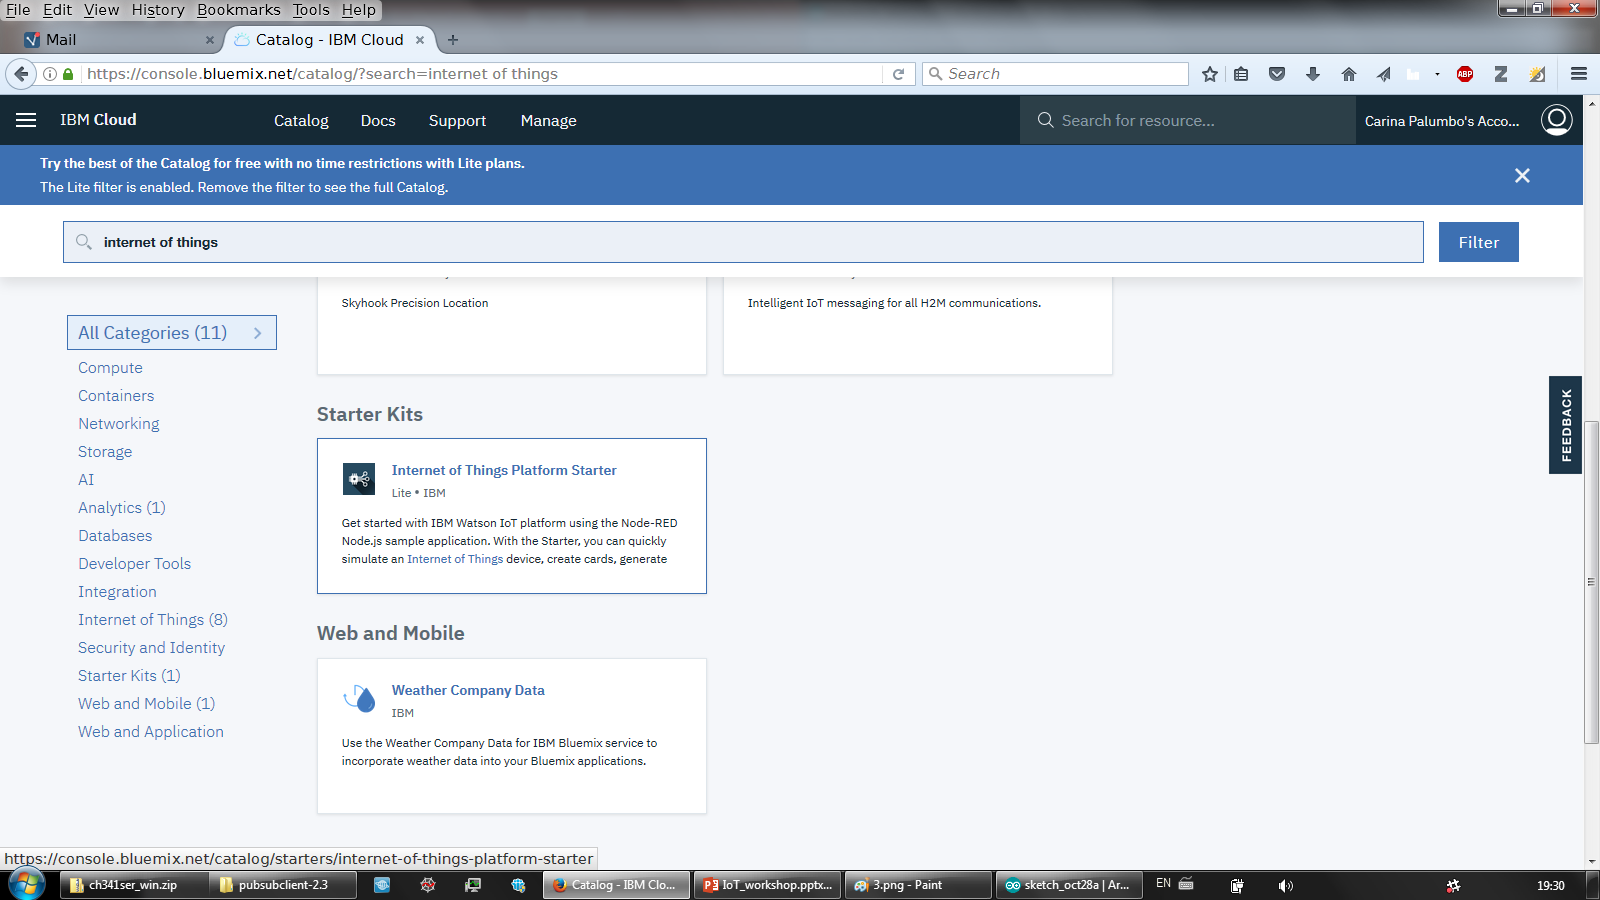 File Edit View History Bookmarks Tools Help
Mail
Catalog - IBM Cloud
https://console.bluemix.net/catalog/?search=internet of things
Search
ABP
IBM Cloud
Catalog
Docs
Support
Manage
Search for resource...
Carina Palumbo's Acco...
Try the best of the Catalog for free with no time restrictions with Lite plans.
The Lite filter is enabled. Remove the filter to see the full Catalog.
internet of things
Filter
Skyhook Precision Location
Intelligent IoT messaging for all H2M communications.
All Categories (11)
Compute
Containers
Networking
Storage
AI
Analytics (1)
Databases
Developer Tools
Integration
Internet of Things (8)
Security and Identity
Starter Kits (1)
Web and Mobile (1)
Web and Application
Starter Kits
Internet of Things Platform Starter
Lite • IBM
Get started with IBM Watson IoT platform using the Node-RED
Node.js sample application. With the Starter, you can quickly
simulate an Internet of Things device, create cards, generate
Web and Mobile
Weather Company Data
IBM
Use the Weather Company Data for IBM Bluemix service to
incorporate weather data into your Bluemix applications.
FEEDBACK
https://console.bluemix.net/catalog/starters/internet-of-things-platform-starter
ch341ser_win.zip
pubsubclient-2.3
Catalog - IBM Clo...
IoT_workshop.pptx...
3.png - Paint
sketch_oct28a | Ar...
EN
19:30